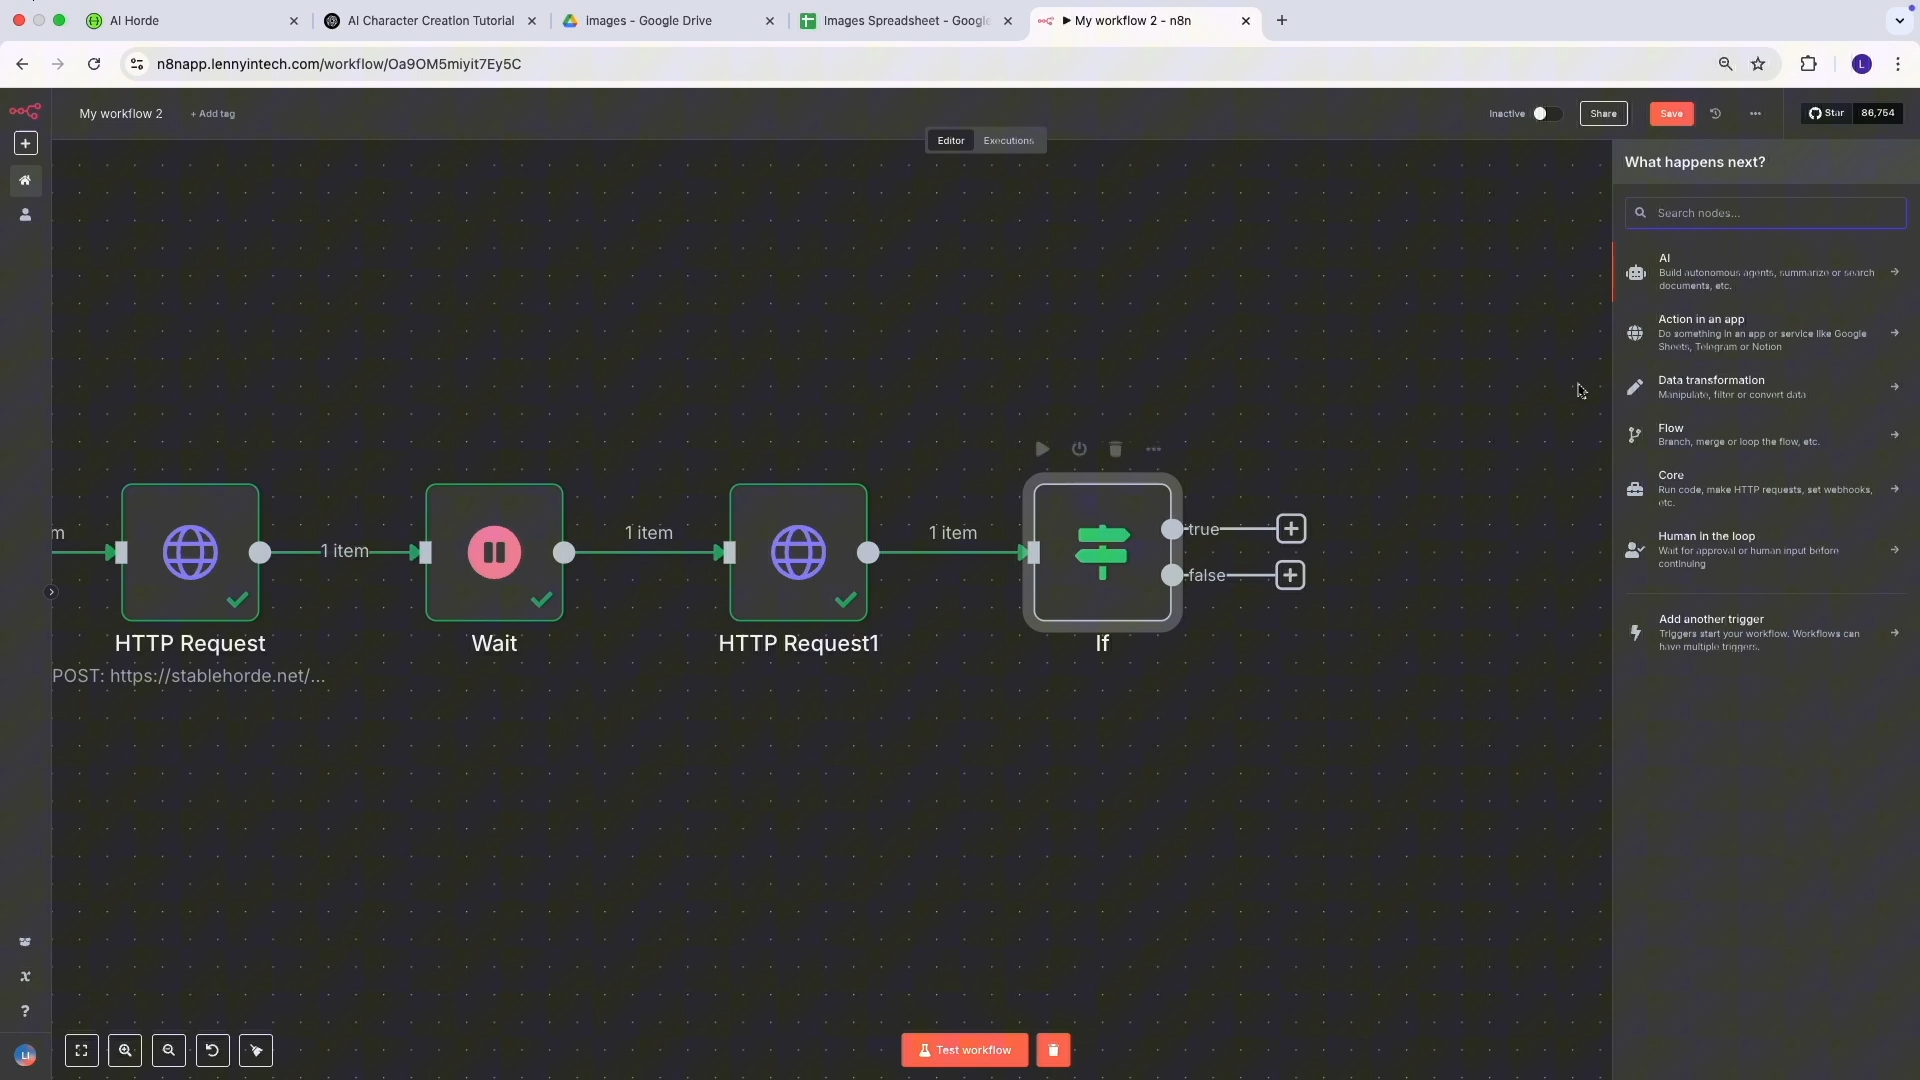 AI Horde
AI Character Creation Tutorial
Images - Google Drive
Images Spreadsheet - Google
My workflow 2 - n8n
n8napp.lennyintech.com/workflow/Oa9OM5miyit7Ey5C
L
My workflow 2
+ Add tag
Inactive
Share
Save
Star
86,754
Editor
Executions
What happens next?
Search nodes...
AI
Build autonomous agents, summarize or search
documents, etc.
Action in an app
Do something in an app or service like Google
Sheets, Telegram or Notion
Data transformation
Manipulate, filter or convert data
Flow
Branch, merge or loop the flow, etc.
Core
Run code, make HTTP requests, set webhooks,
etc.
Human in the loop
Wait for approval or human input before
continuing
Add another trigger
Triggers start your workflow. Workflows can
have multiple triggers.
m
1 item
1 item
1 item
true
false
HTTP Request
Wait
HTTP Request1
If
POST: https://stablehorde.net/...
Test workflow
LI